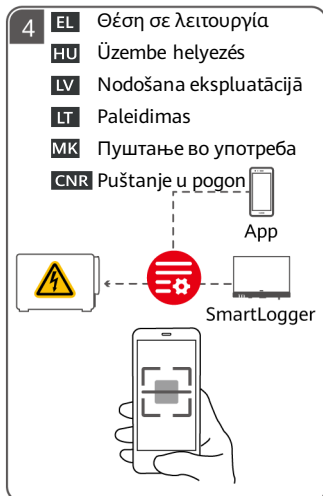 4
EL Θέση σε λειτουργία
HU Üzembe helyezés
LV Nodošana ekspluatācijā
LT Paleidimas
MK Пуштање во употреба
CNR Puštanje u pogon
App
SmartLogger